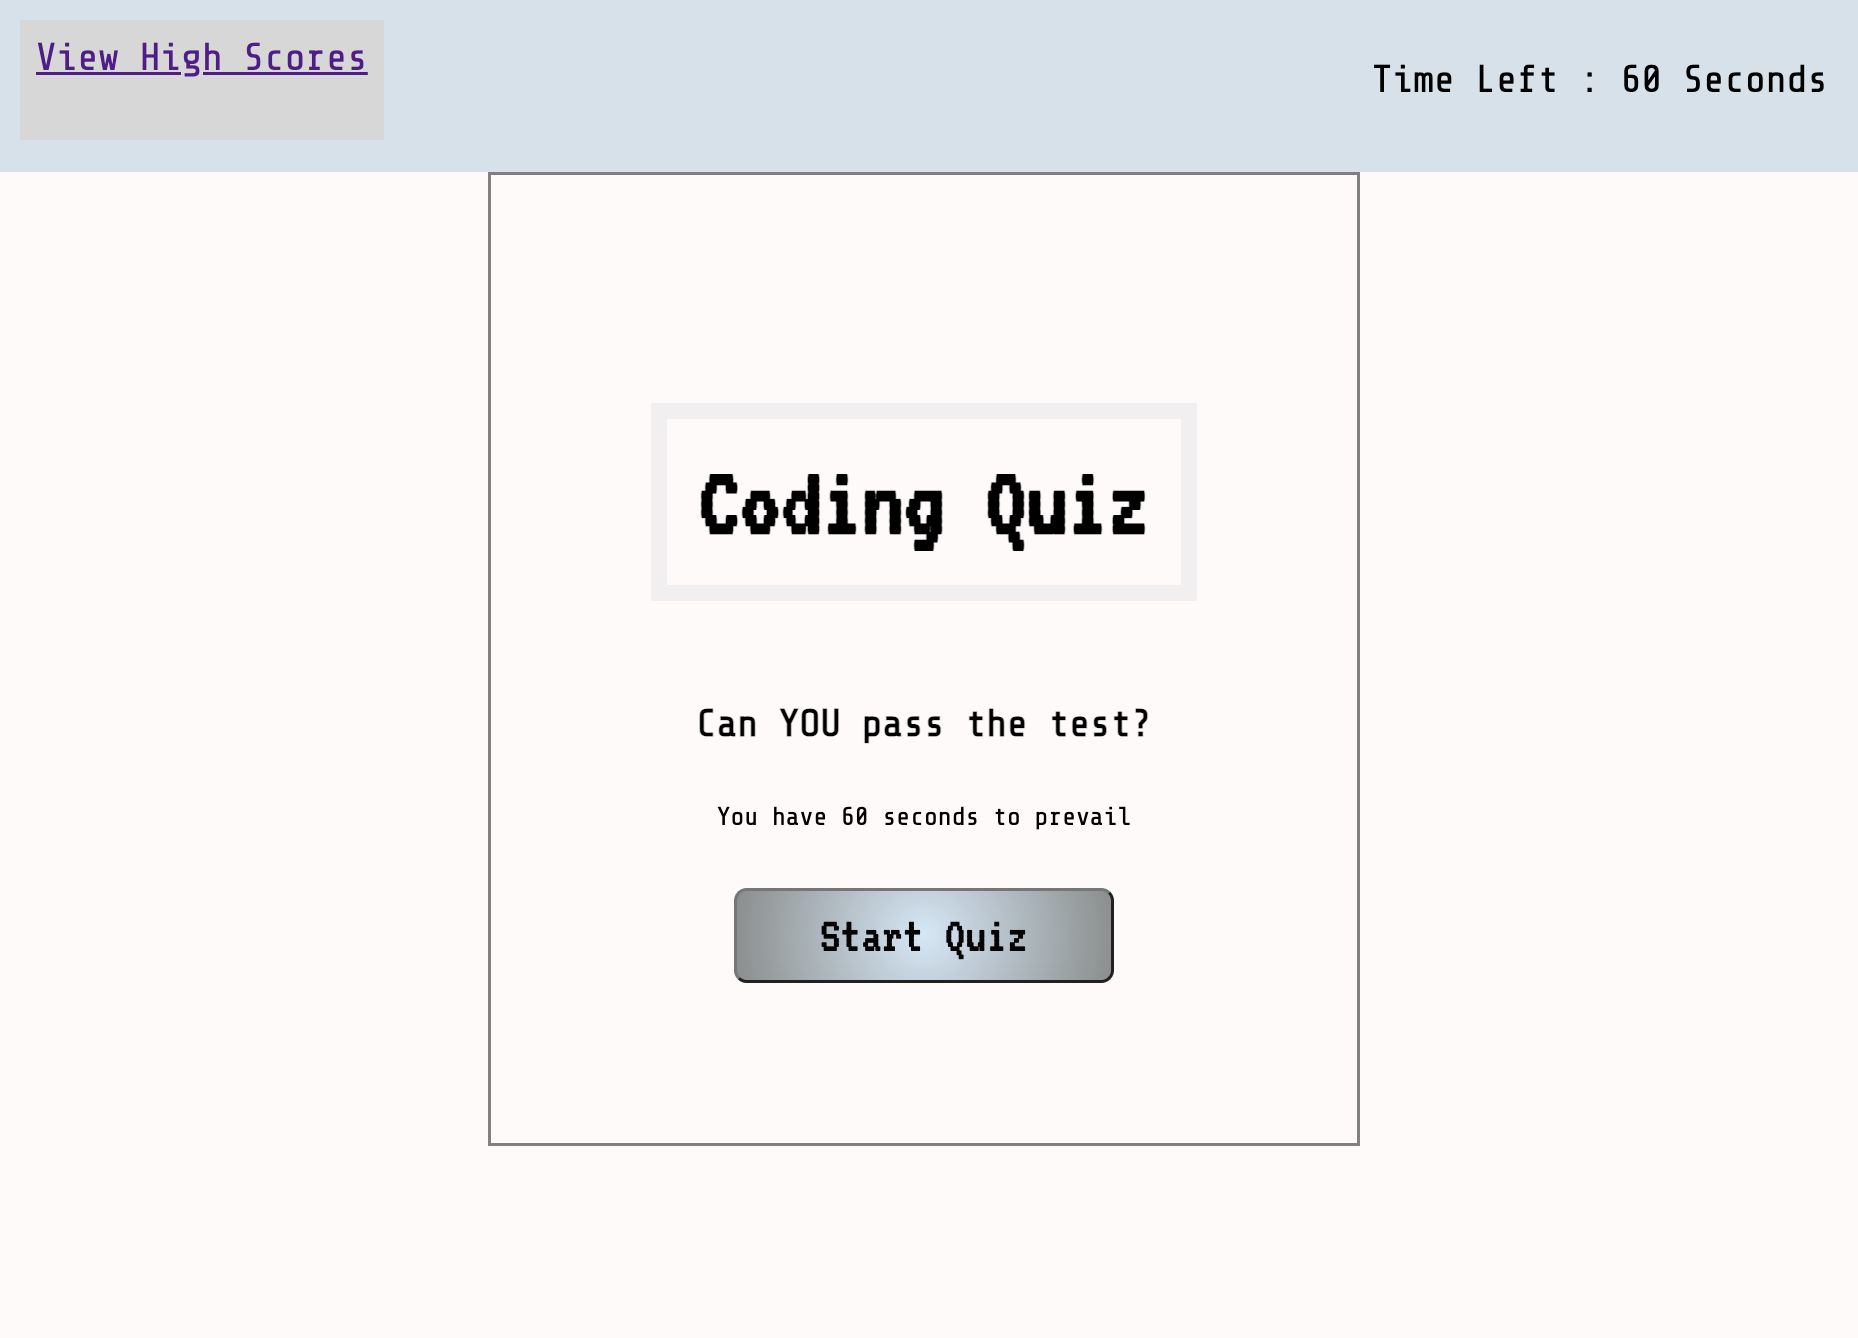 View High Scores
Time Left : 60 Seconds
Coding Quiz
Can YOU pass the test?
You have 60 seconds to prevail
Start Quiz